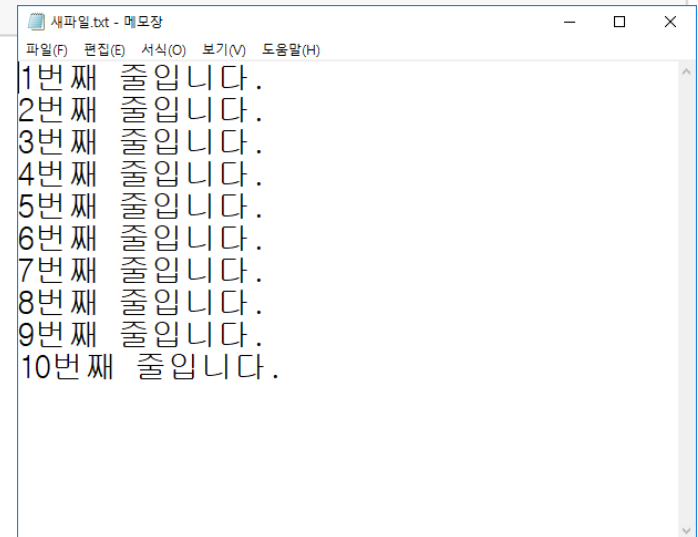 새파일.txt - 메모장
파일(F) 편집(E) 서식(O) 보기(V) 도움말(H)
1번째 줄입니다.
2번째 줄입니다.
3번째 줄입니다.
4번째 줄입니다.
5번째 줄입니다.
6번째 줄입니다.
7번째 줄입니다.
8번째 줄입니다.
9번째 줄입니다.
10번째 줄입니다.